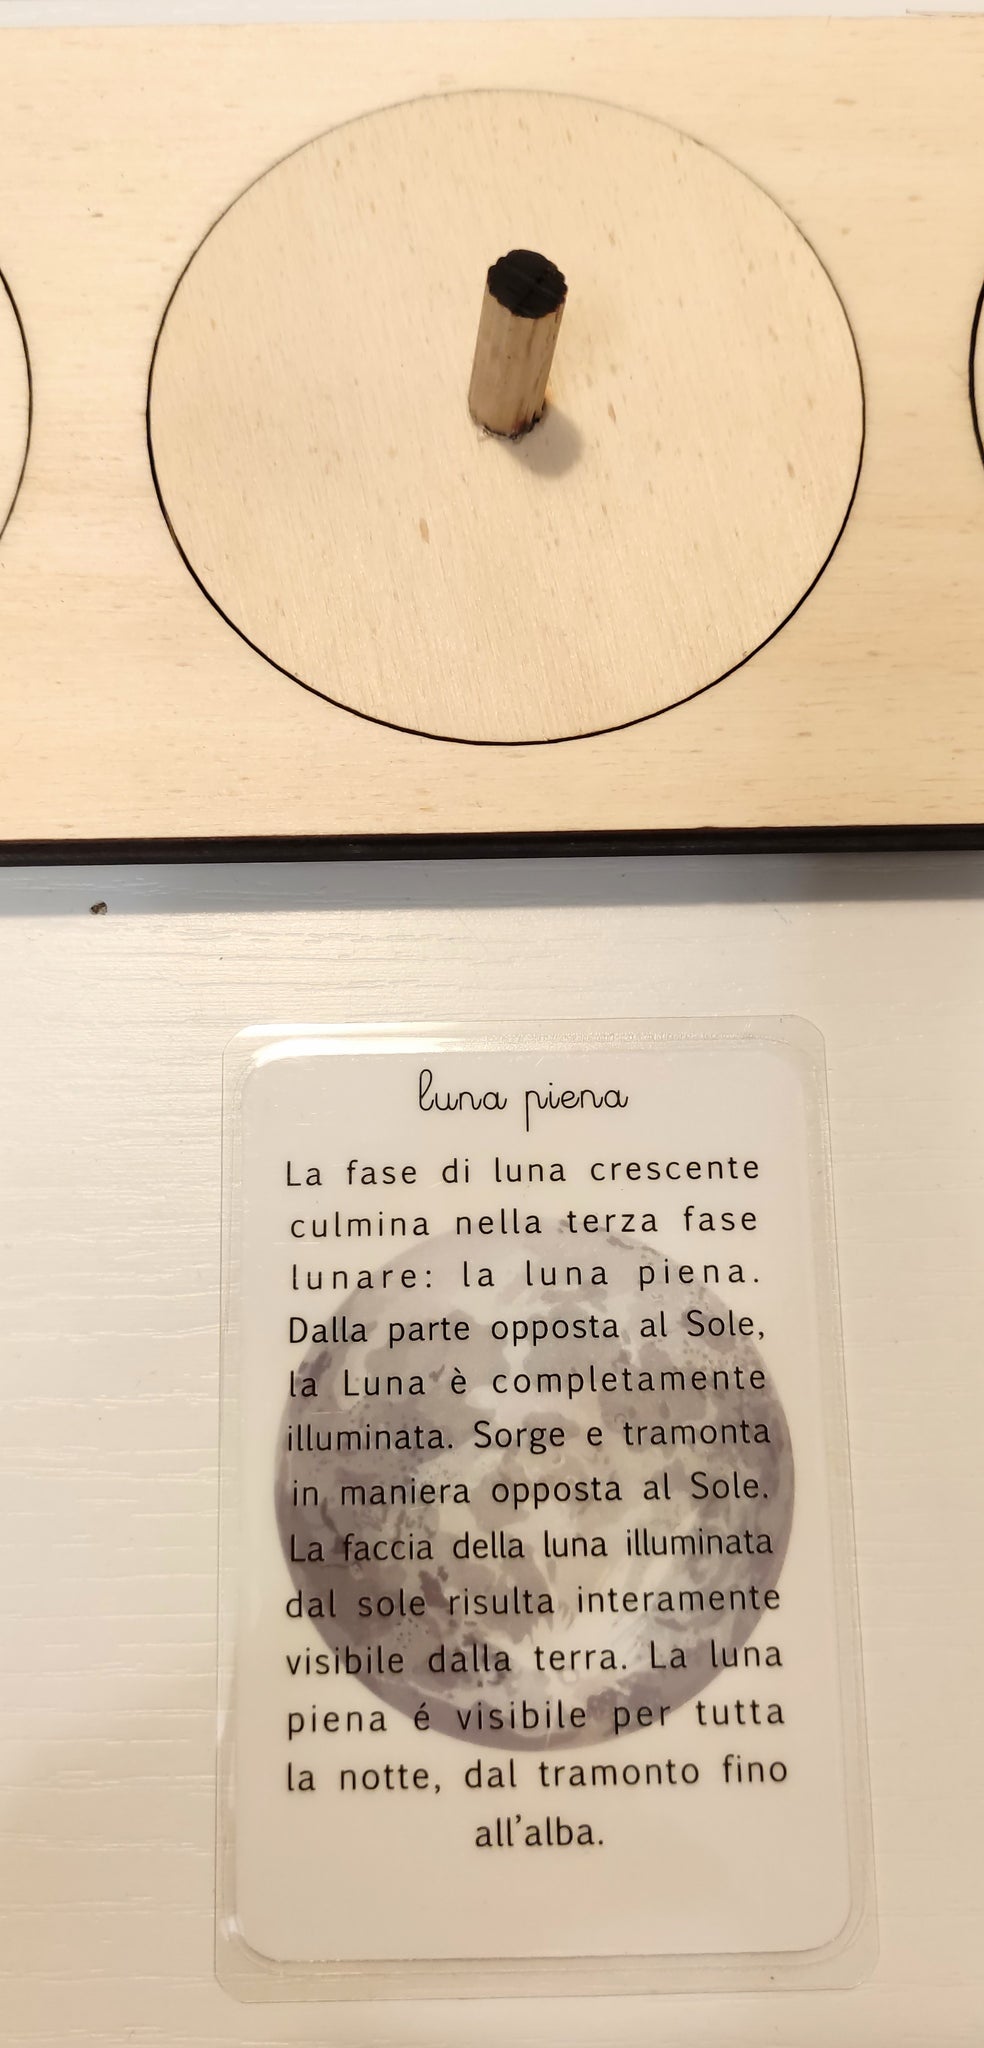 luna piena
La fase di luna crescente
culmina nella terza fase
lunare: la luna piena.
Dalla parte opposta al Sole,
la Luna è completamente
illuminata. Sorge e tramonta
in maniera opposta al Sole.
La faccia della luna illuminata
dal sole risulta interamente
visibile dalla terra. La luna
piena é visibile per tutta
la notte, dal tramonto fino
all’alba.